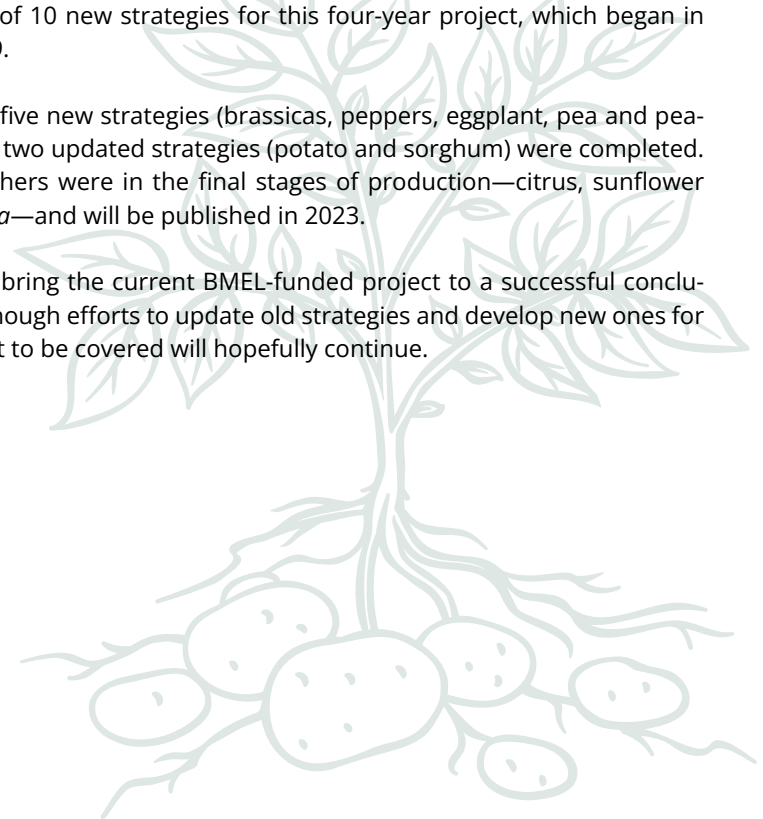 of 10 new strategies for this four-year project, which began in
.
five new strategies (brassicas, peppers, eggplant, pea and pea-
two updated strategies (potato and sorghum) were completed.
hers were in the final stages of production—citrus, sunflower
a—and will be published in 2023.
bring the current BMEL-funded project to a successful conclu-
hough efforts to update old strategies and develop new ones for
t to be covered will hopefully continue.